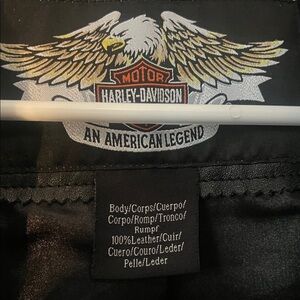 MOTOR
HARLEY-DAVIDSON
AN AMERICAN LEGEND
Body/Corps/Cuerpo/
Corpo/Romp/Tronco/
Rumpf
100%Leather/Cuir/
Cuero/Couro/Leder/
Pelle/Leder